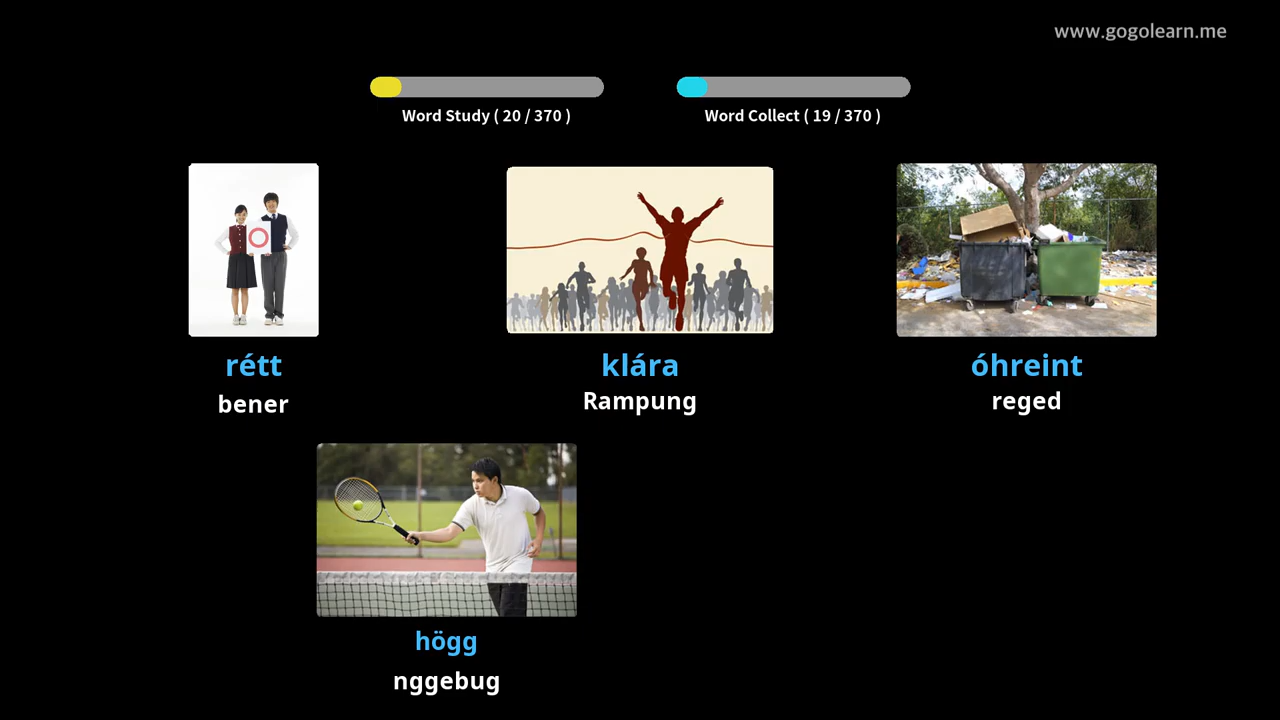 www.gogolearn.me
Word Study ( 20 / 370 )
Word Collect ( 19 / 370 )
rétt
bener
klára
Rampung
óhreint
reged
högg
nggebug